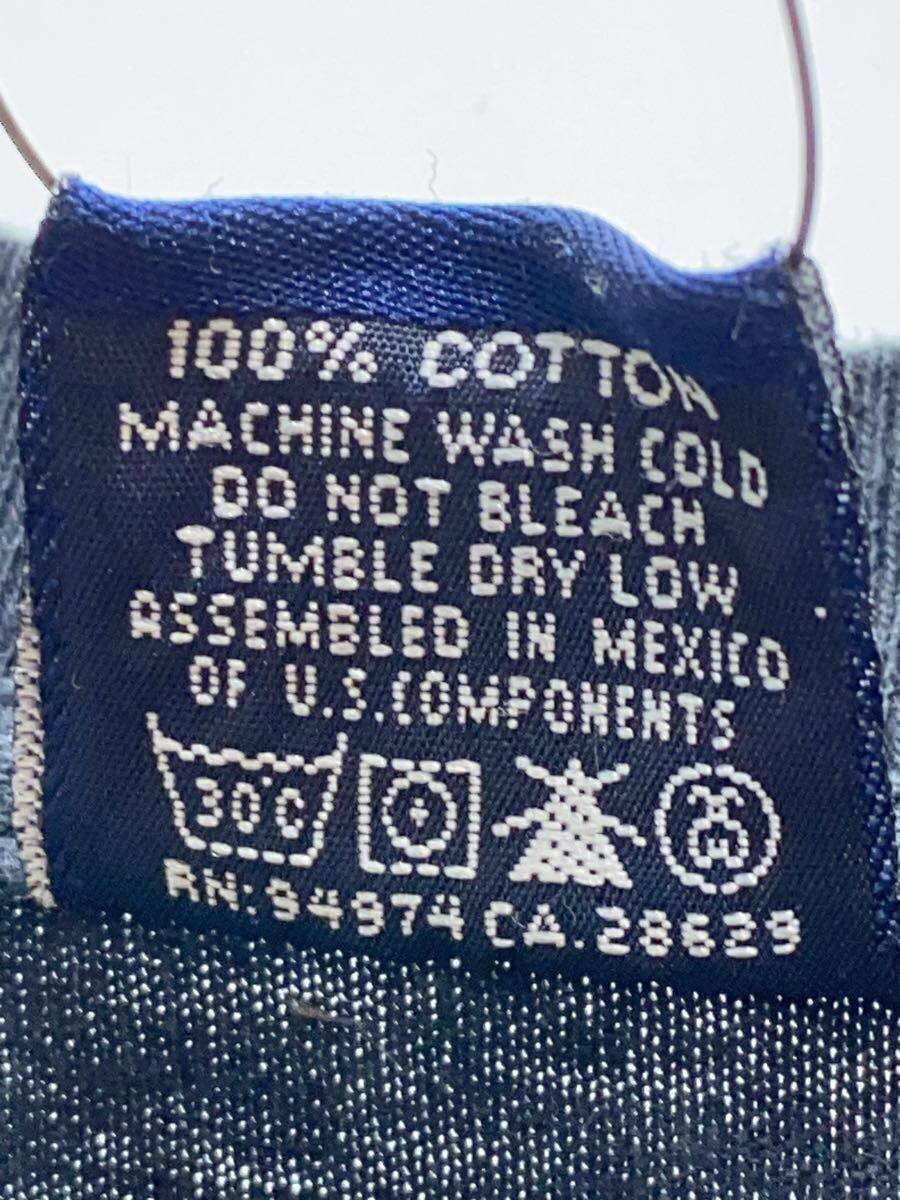 100% COTTON
MACHINE WASH COLD
DO NOT BLEACH
TUMBLE DRY LOW
ASSEMBLED IN MEXICO
OF U.S.COMPONENTS
30°C
RN:94974 CA.28629